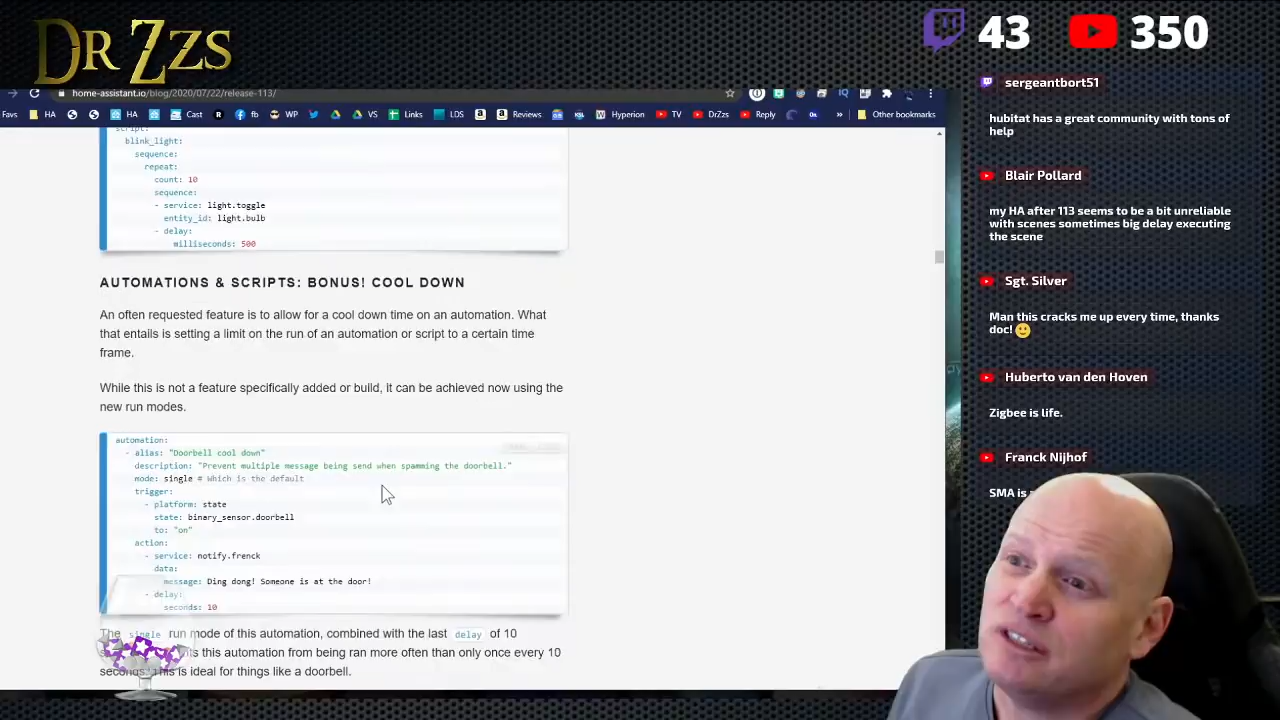 DR ZZS
43
350
home-assistant.io/blog/2020/07/22/release-113/
Favs
HA
HA
Cast
fb
WP
VS
Links
LDS
Reviews
Hyperion
TV
DrZzs
Reply
»
Other bookmarks
script:
blink_light:
sequence:
repeat:
count: 10
sequence:
- service: light.toggle
entity_id: light.bulb
- delay:
milliseconds: 500
AUTOMATIONS & SCRIPTS: BONUS! COOL DOWN
An often requested feature is to allow for a cool down time on an automation. What
that entails is setting a limit on the run of an automation or script to a certain time
frame.
While this is not a feature specifically added or build, it can be achieved now using the
new run modes.
automation:
- alias: "Doorbell cool down"
description: "Prevent multiple message being send when spamming the doorbell."
mode: single # Which is the default
trigger:
- platform: state
state: binary_sensor.doorbell
to: "on"
action:
- service: notify.frenck
data:
message: Ding dong! Someone is at the door!
- delay:
seconds: 10
The single run mode of this automation, combined with the last delay of 10
this automation from being ran more often than only once every 10
seconds. This is ideal for things like a doorbell.
sergeantbort51
hubitat has a great community with tons of
help
Blair Pollard
my HA after 113 seems to be a bit unreliable
with scenes sometimes big delay executing
the scene
Sgt. Silver
Man this cracks me up every time, thanks
doc!🙂
Huberto van den Hoven
Zigbee is life.
Franck Nijhof
SMA is